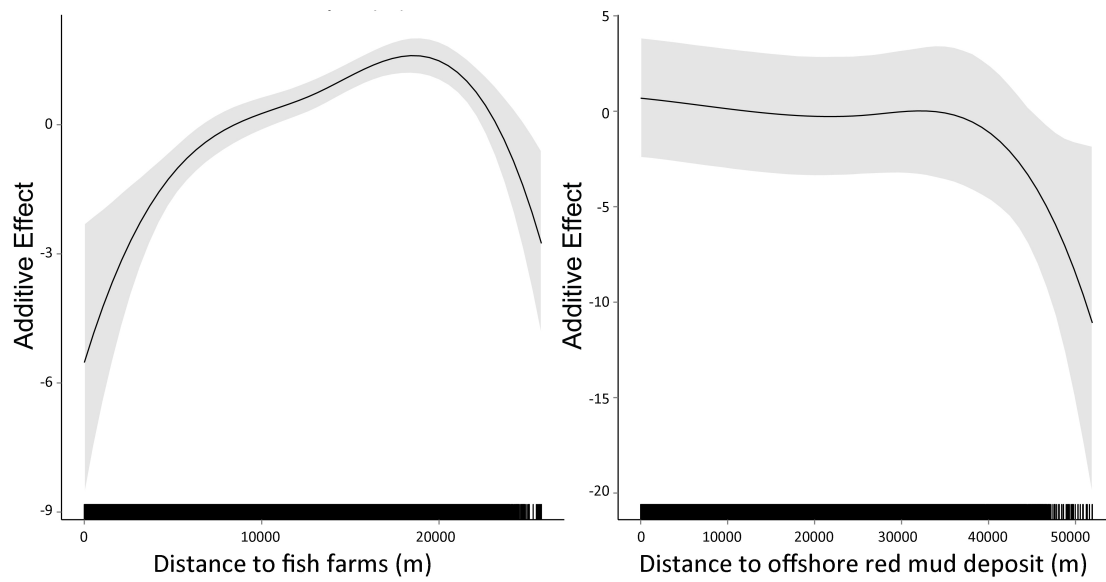 0
-3
-6
-9
Additive Effect
0 10000 20000
Distance to fish farms (m)
5
0
-5
-10
-15
-20
Additive Effect
0 10000 20000 30000 40000 50000
Distance to offshore red mud deposit (m)